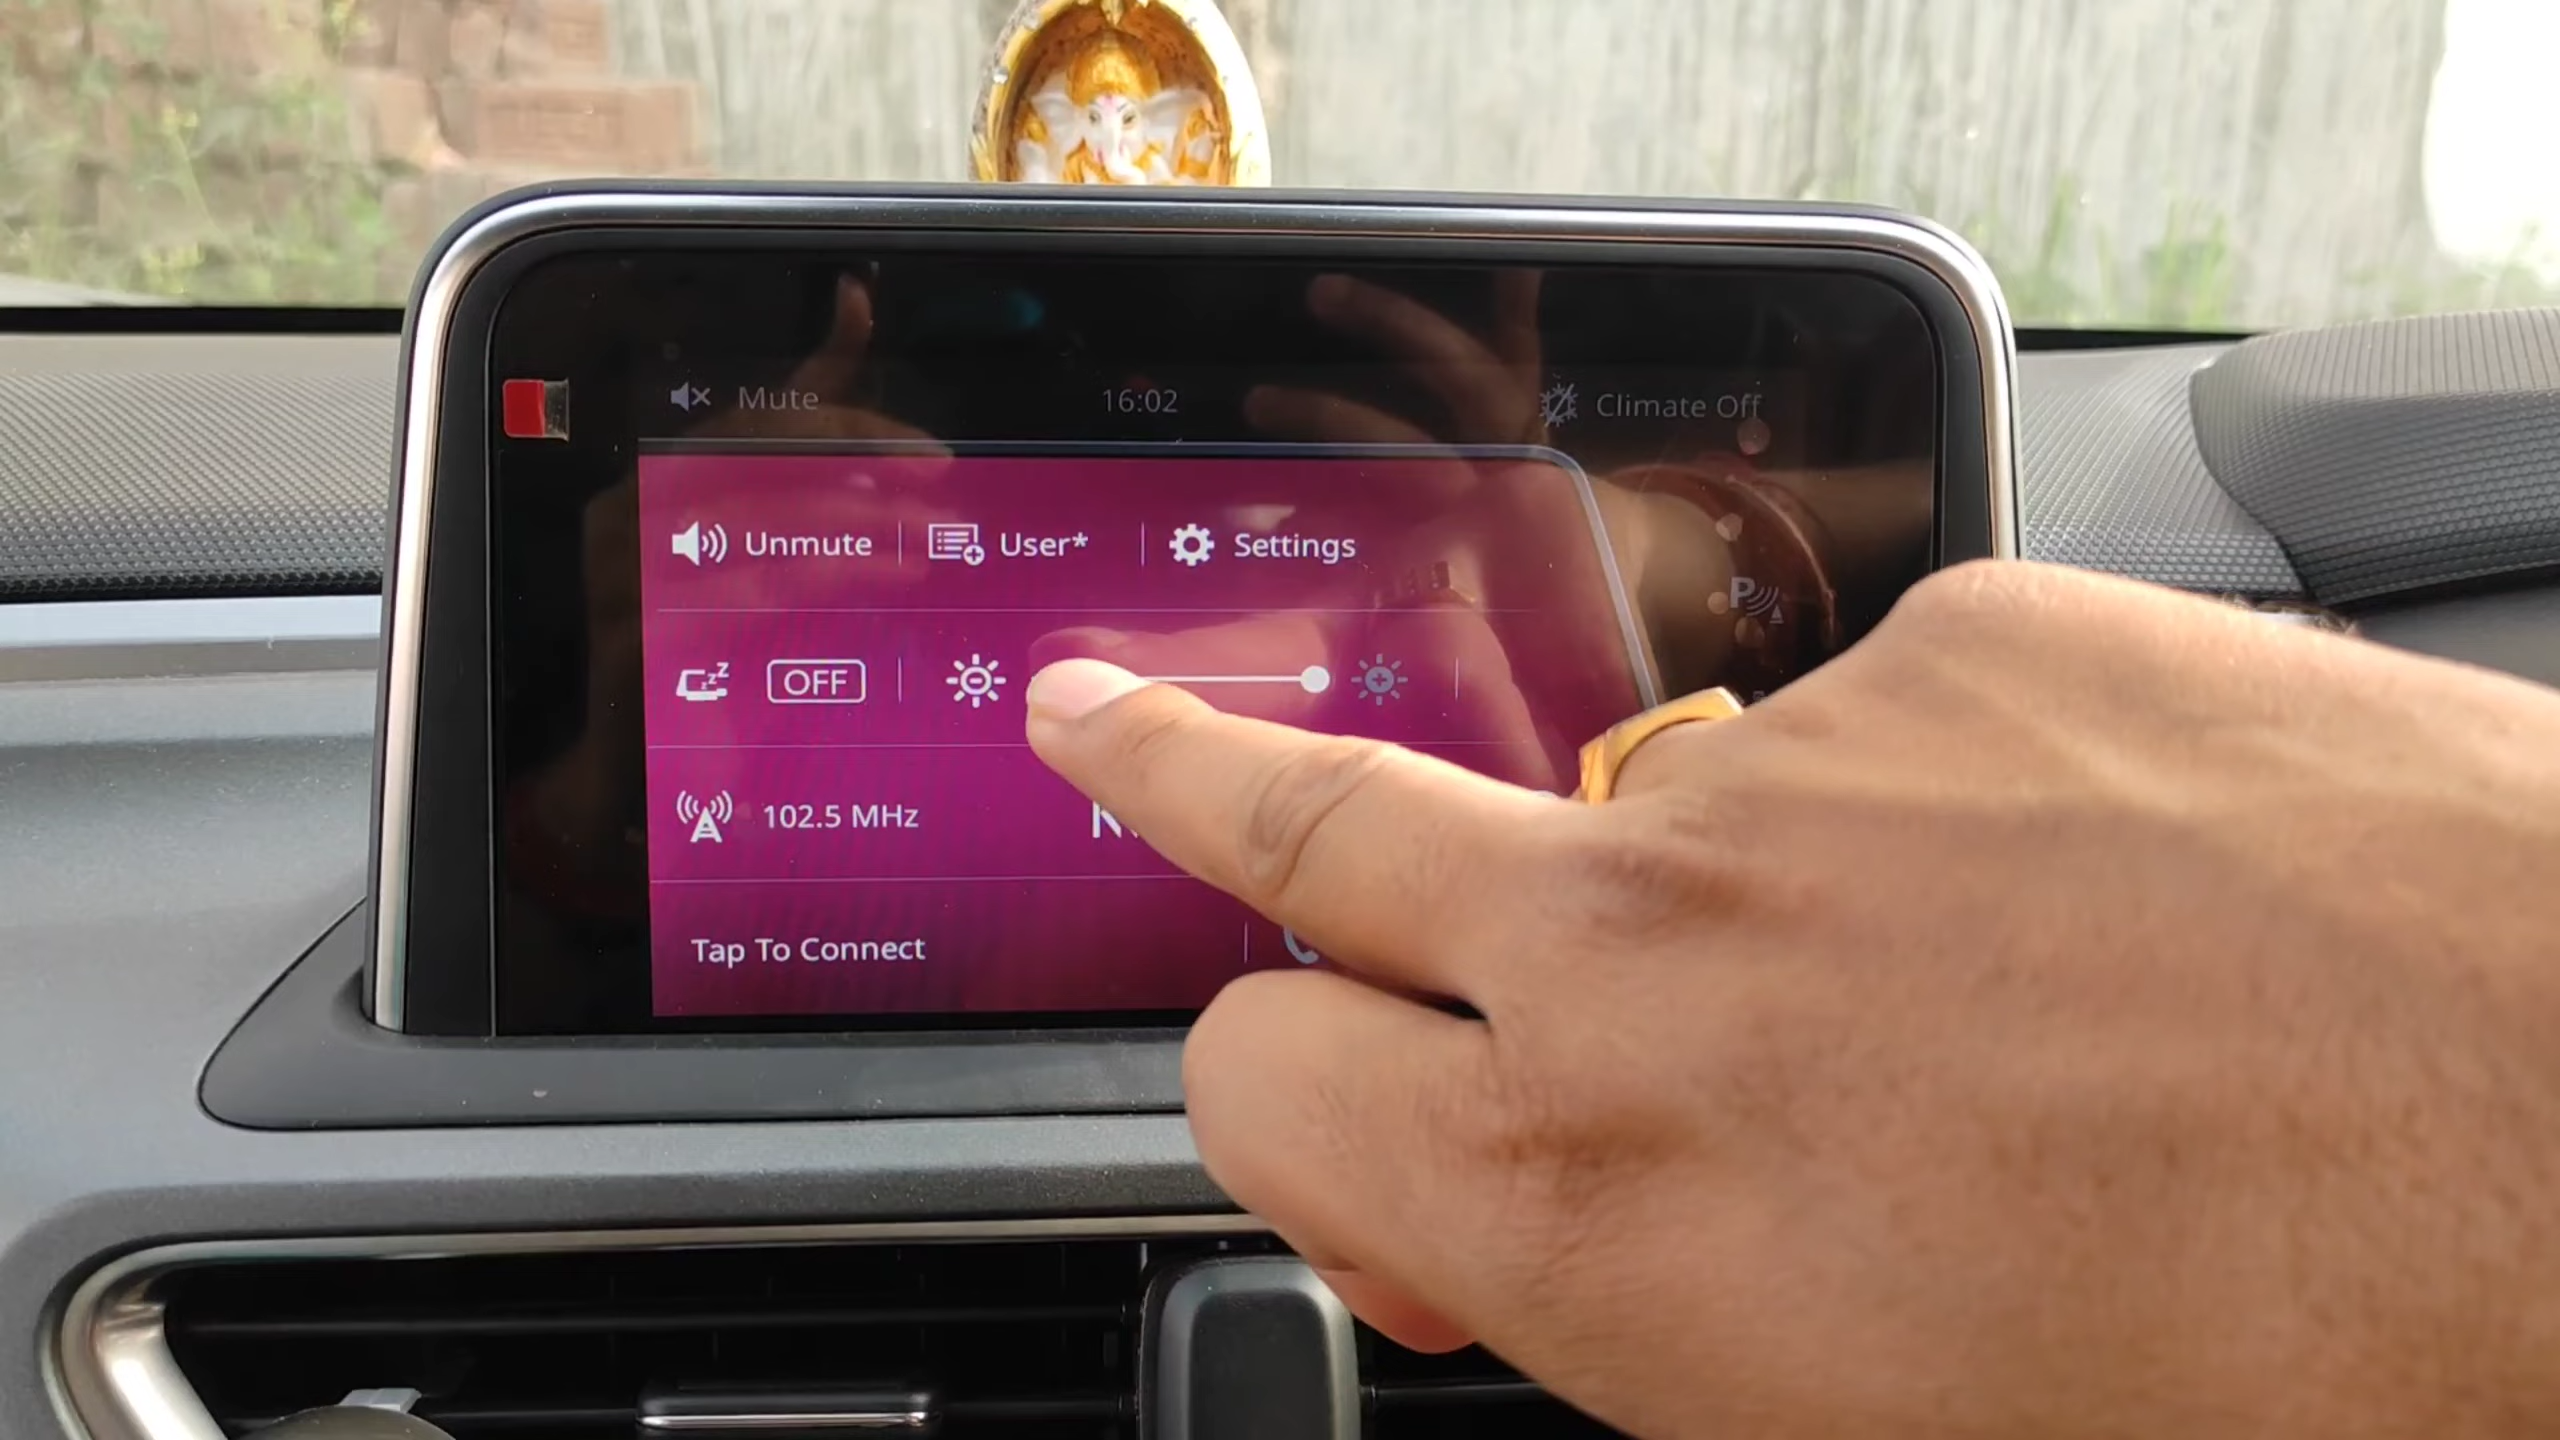 Mute 16:02 Climate Off
Unmute User* Settings
OFF
102.5 MHz
Tap To Connect
P